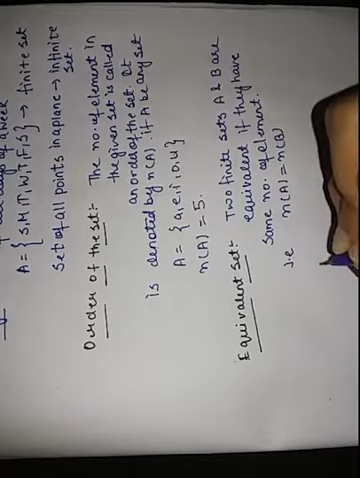 days of a week
A = { S, M, T, W, T, F, S } → finite set
Set of all points in a plane → infinite set.
Order of the set:- The no. of element in
the given set is called
an order of the set. It
is denoted by n(A) : if A be any set
A = { a, e, i, o, u }
n(A) = 5.
Equivalent set:- Two finite sets A & B are
equivalent if they have
same no. of element.
i.e n(A) = n(B)